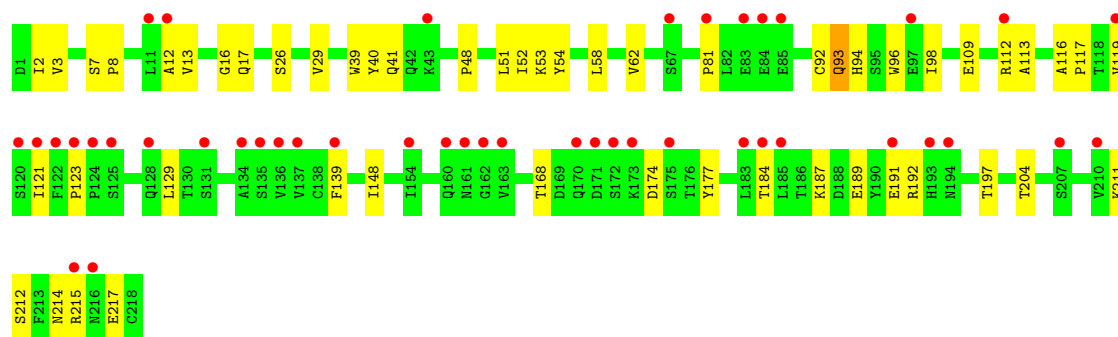 D1 I2 V3 S7 P8 L11 A12 V13 G16 Q17 S26 V29 W39 Y40 Q41 Q42 K43 P48 L51 I52 K53 Y54 L58 V62 S67 P81 L82 E83 E84 E85 C92 Q93 H94 S95 W96 E97 I98 E109 R112 A113 A116 P117 T118 V119
S120 I121 F122 P123 P124 S125 Q128 L129 T130 S131 A134 S135 V136 V137 C138 F139 I148 I154 Q160 N161 G162 V163 T168 D169 Q170 D171 S172 K173 D174 S175 T176 Y177 L183 T184 L185 T186 K187 D188 E189 Y190 E191 R192 H193 N194 T197 T204 S207 V210 K211
S212 F213 N214 R215 N216 E217 C218